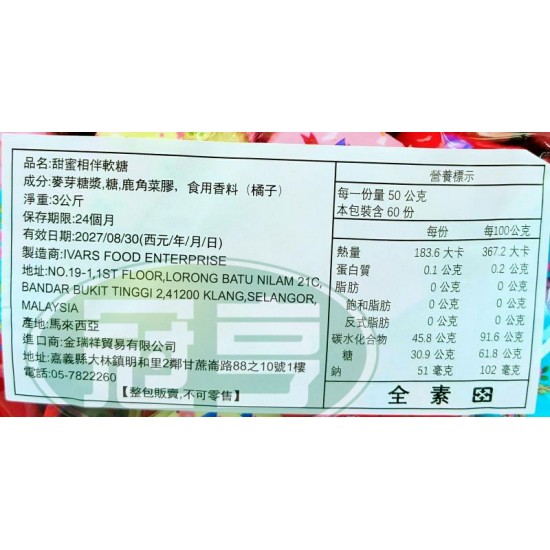 品名:甜蜜相伴軟糖
成分:麥芽糖漿,糖,鹿角菜膠，食用香料（橘子）
淨重:3公斤
保存期限:24個月
有效日期:2027/08/30(西元/年/月/日)
製造商:IVARS FOOD ENTERPRISE
地址:NO.19-1,1ST FLOOR,LORONG BATU NILAM 21C,
BANDAR BUKIT TINGGI 2,41200 KLANG,SELANGOR,
MALAYSIA
產地:馬來西亞
進口商:金瑞祥貿易有限公司
地址:嘉義縣大林鎮明和里2鄰甘蔗崙路88之10號1樓
電話:05-7822260
【整包販賣,不可零售】
營養標示
每一份量 50 公克
本包裝含 60 份
每份 每100公克
熱量 183.6 大卡 367.2 大卡
蛋白質 0.1 公克 0.2 公克
脂肪 0 公克 0 公克
飽和脂肪 0 公克 0 公克
反式脂肪 0 公克 0 公克
碳水化合物 45.8 公克 91.6 公克
糖 30.9 公克 61.8 公克
鈉 51 毫克 102 毫克
全素
冠亨